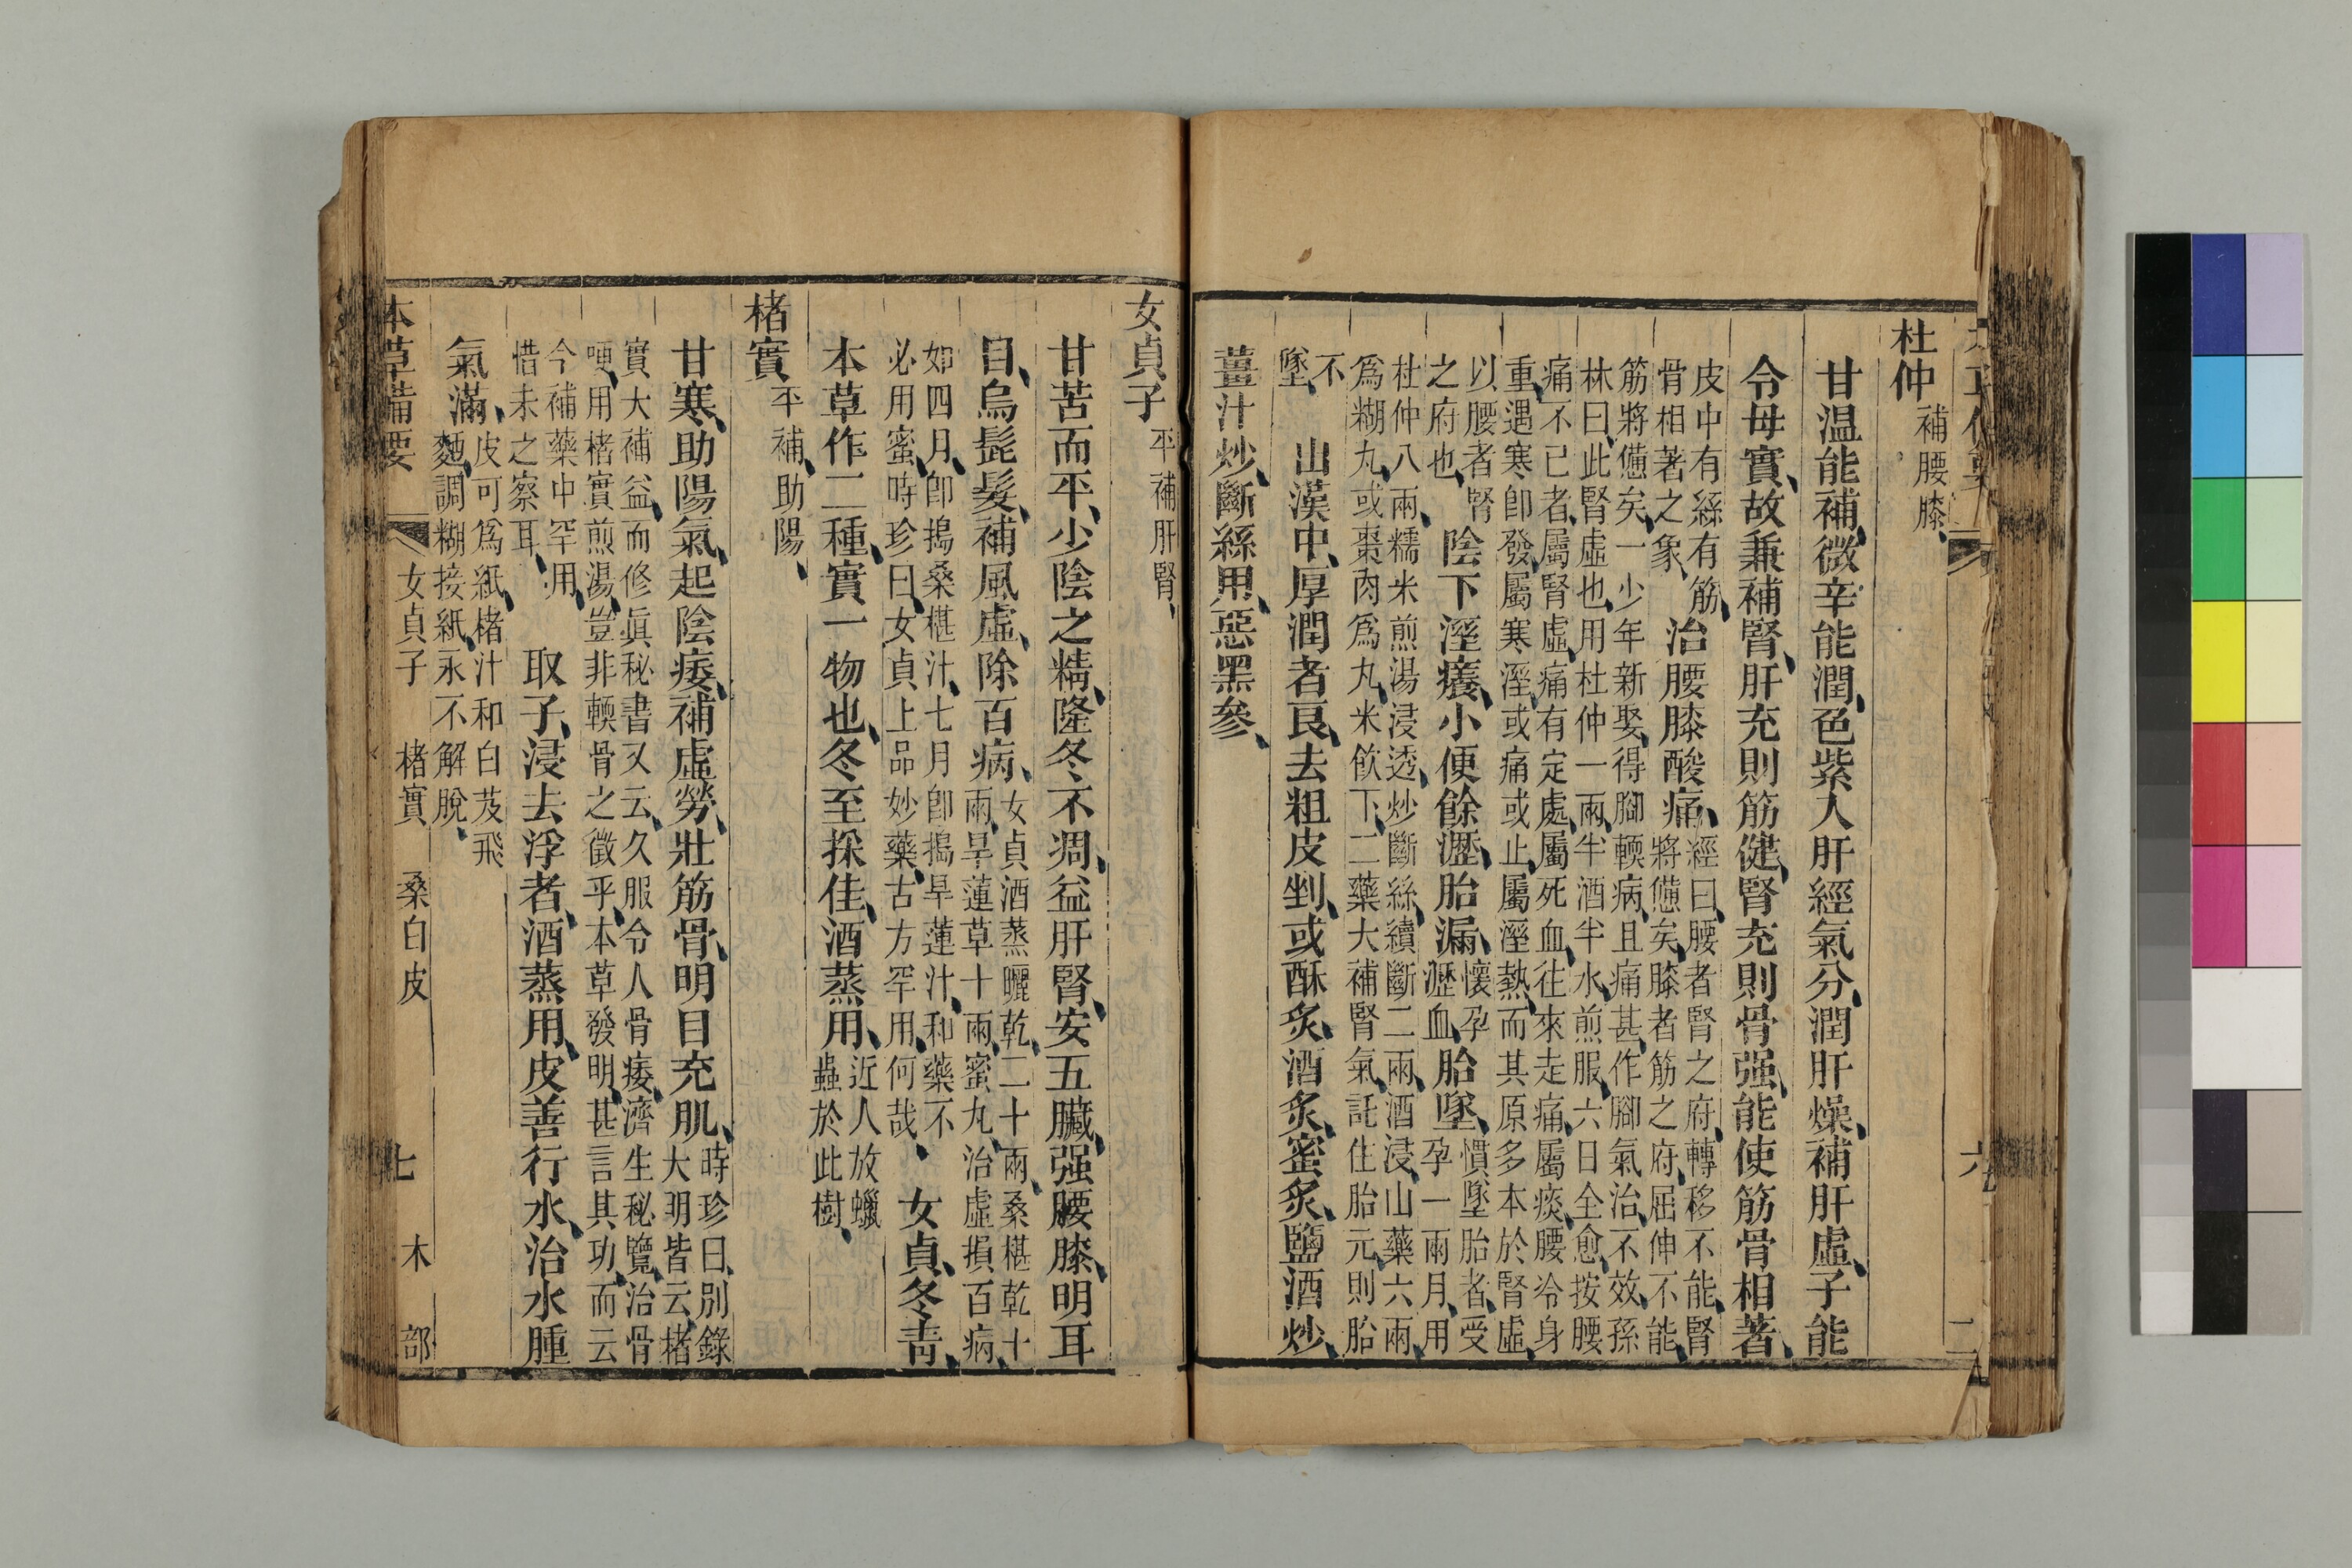 杜仲補腰膝
甘溫能補微辛能潤色紫入肝經氣分潤肝燥補肝虛子能
令母實故兼補腎肝充則筋健腎充則骨强能使筋骨相著
皮中有絲有筋
骨相著之象
治腰膝酸痛
經曰腰者腎之府轉移不能腎
將憊矣膝者筋之府屈伸不能
筋將憊矣一少年新娶得腳輭病且痛甚作腳氣治不效孫
林曰此腎虛也用杜仲一兩半酒半水煎服六日全愈按腰
痛不已者屬腎虛痛有定處屬死血往來走痛屬痰腰冷身
重遇寒卽發屬寒溼或痛或止屬溼熱而其原多本於腎虛
以腰者腎
之府也
陰下溼癢小便餘瀝胎漏
懷孕
瀝血
胎墜
慣墜胎者受
孕一兩月用
杜仲八兩糯米煎湯浸透炒斷絲續斷二兩酒浸山藥六兩
爲糊丸或棗肉爲丸米飲下二藥大補腎氣託住胎元則胎
不
墜
山漢中厚潤者良去粗皮剉或酥炙酒炙蜜炙鹽酒炒
薑汁炒斷絲用惡黑參
六
女貞子平補肝腎
甘苦而平少陰之精隆冬不凋益肝腎安五臟强腰膝明耳
目烏髭髮補風虛除百病
女貞酒蒸曬乾二十兩桑椹乾十
兩旱蓮草十兩蜜丸治虛損百病
如四月卽搗桑椹汁七月卽搗旱蓮汁和藥不
必用蜜時珍曰女貞上品妙藥古方罕用何哉
女貞冬靑
本草作二種實一物也冬至採佳酒蒸用
近人放蠟
蟲於此樹
楮實平補助陽
甘寒助陽氣起陰痿補虛勞壯筋骨明目充肌
時珍曰別錄
大明皆云楮
實大補益而修眞秘書又云久服令人骨痿濟生秘覽治骨
哽用楮實煎湯豈非輭骨之徵乎本草發明甚言其功而云
今補藥中罕用
惜未之察耳
取子浸去浮者酒蒸用皮善行水治水腫
氣滿
皮可爲紙楮汁和白芨飛
麵調糊接紙永不解脫
本草備要 女貞子 楮實 桑白皮 七 木部